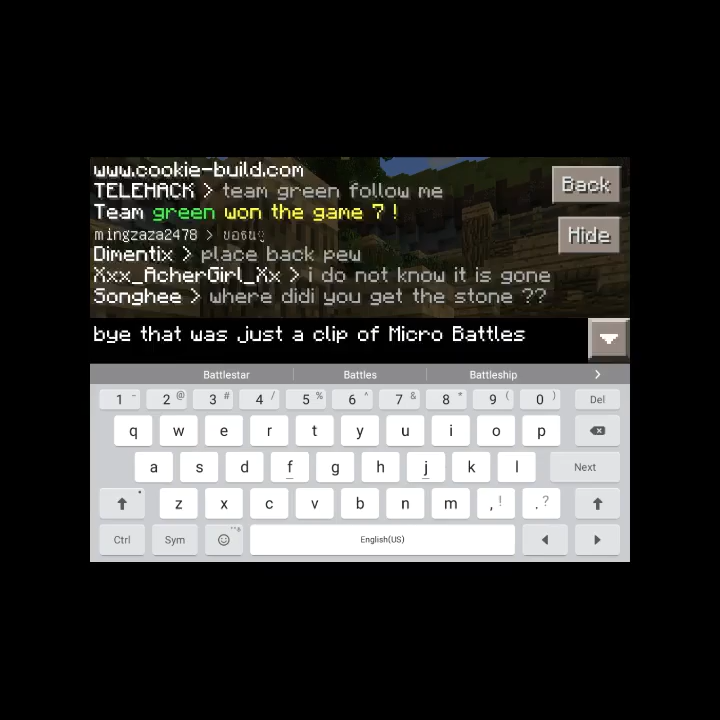 www.cookie-build.com
TELEHACK > team green follow me
Team green won the game 7 !
mingzaza2478 >
Dimentix > place back pew
Xxx_AcherGirl_Xx > i do not know it is gone
Songhee > where didi you get the stone ??
Back
Hide
bye that was just a clip of Micro Battles
Battlestar Battles Battleship >
1 - 2 @ 3 # 4 / 5 % 6 ^ 7 & 8 * 9 ( 0 ) Del
q w e r t y u i o p
a s d f g h j k l Next
z x c v b n m , ! . ?
Ctrl Sym English(US)